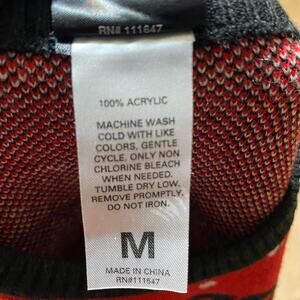 RN# 111647
100% ACRYLIC
MACHINE WASH
COLD WITH LIKE
COLORS, GENTLE
CYCLE. ONLY NON
CHLORINE BLEACH
WHEN NEEDED.
TUMBLE DRY LOW.
REMOVE PROMPTLY.
DO NOT IRON.
M
MADE IN CHINA
RN#111647